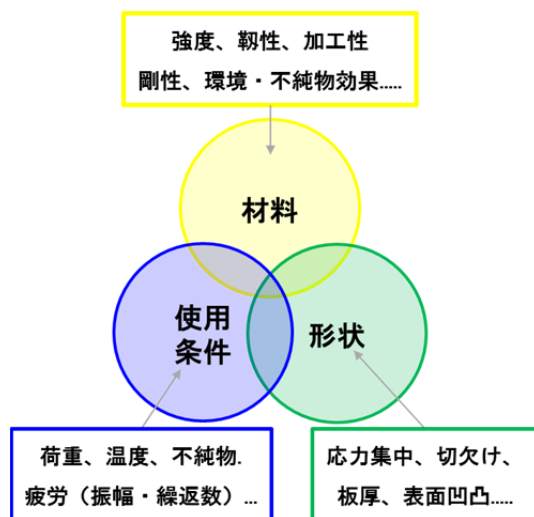 強度、靭性、加工性
剛性、環境・不純物効果.....
材料
使用
条件
形状
荷重、温度、不純物.
疲労（振幅・繰返数）...
応力集中、切欠け、
板厚、表面凹凸.....